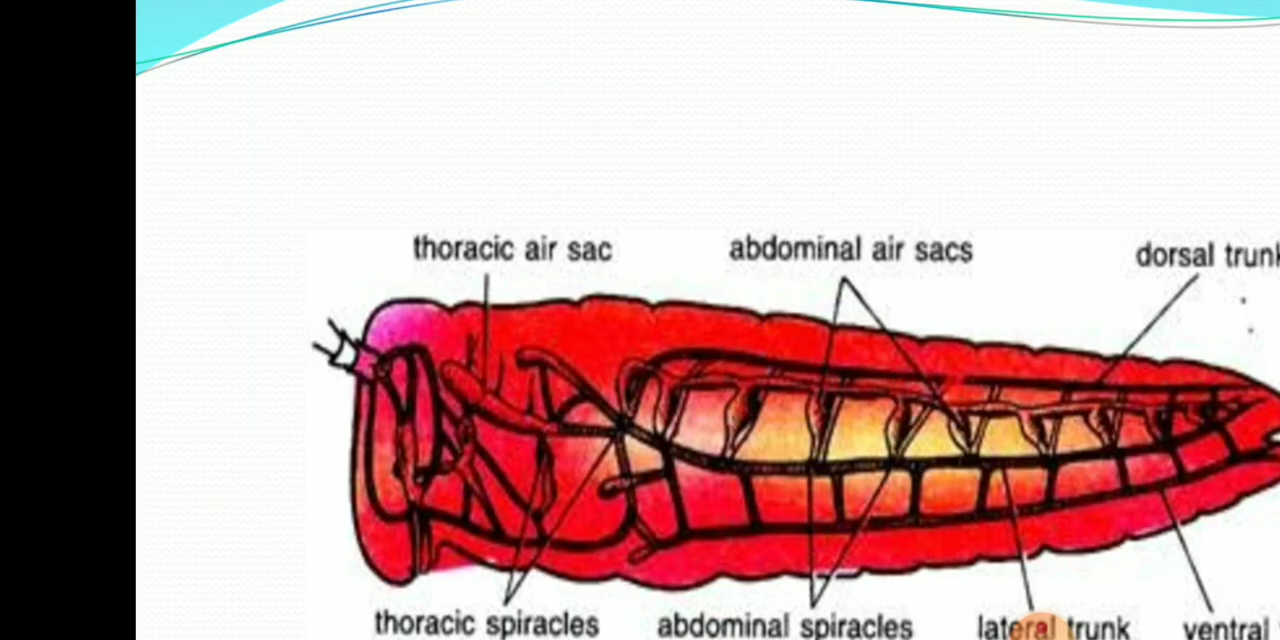 thoracic air sac
abdominal air sacs
dorsal trunk
thoracic spiracles
abdominal spiracles
lateral trunk
ventral